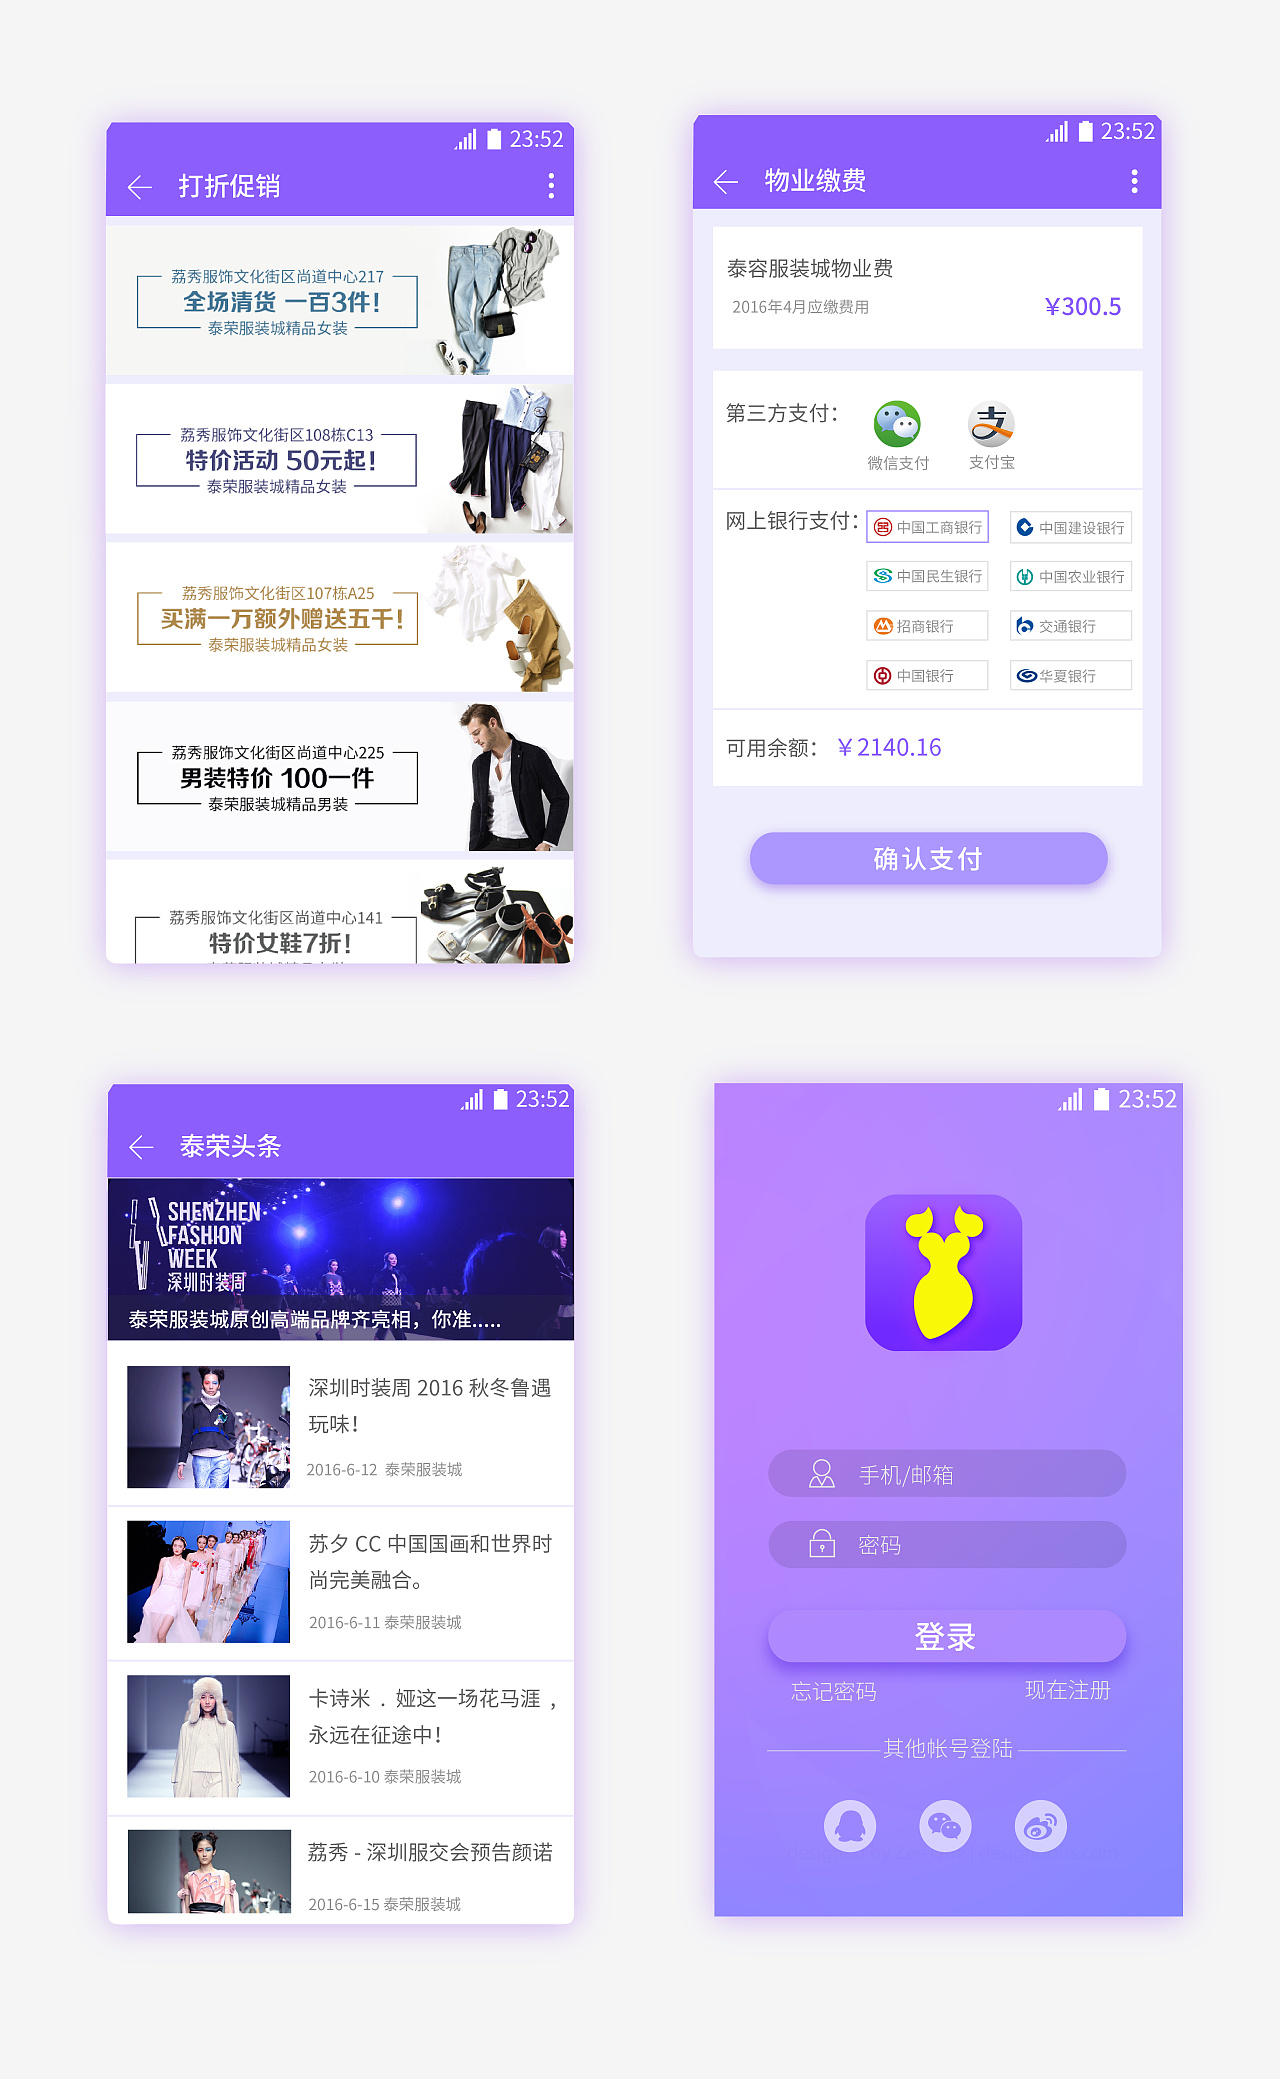 23:52
打折促销
荔秀服饰文化街区尚道中心217
全场清货 一百3件！
泰荣服装城精品女装
荔秀服饰文化街区108栋C13
特价活动 50元起！
泰荣服装城精品女装
荔秀服饰文化街区107栋A25
买满一万额外赠送五千！
泰荣服装城精品女装
荔秀服饰文化街区尚道中心225
男装特价 100一件
泰荣服装城精品男装
荔秀服饰文化街区尚道中心141
特价女鞋7折！
23:52
物业缴费
泰容服装城物业费
2016年4月应缴费用
¥300.5
第三方支付：
微信支付
支付宝
网上银行支付：
中国工商银行
中国建设银行
中国民生银行
中国农业银行
招商银行
交通银行
中国银行
华夏银行
可用余额：
￥2140.16
确认支付
23:52
泰荣头条
SHENZHEN
FASHION
WEEK
深圳时装周
泰荣服装城原创高端品牌齐亮相，你准.....
深圳时装周 2016 秋冬鲁遇
玩味！
2016-6-12 泰荣服装城
苏夕 CC 中国国画和世界时
尚完美融合。
2016-6-11 泰荣服装城
卡诗米 . 娅这一场花马涯 ,
永远在征途中！
2016-6-10 泰荣服装城
荔秀 - 深圳服交会预告颜诺
2016-6-15 泰荣服装城
23:52
手机/邮箱
密码
登录
忘记密码
现在注册
其他帐号登陆